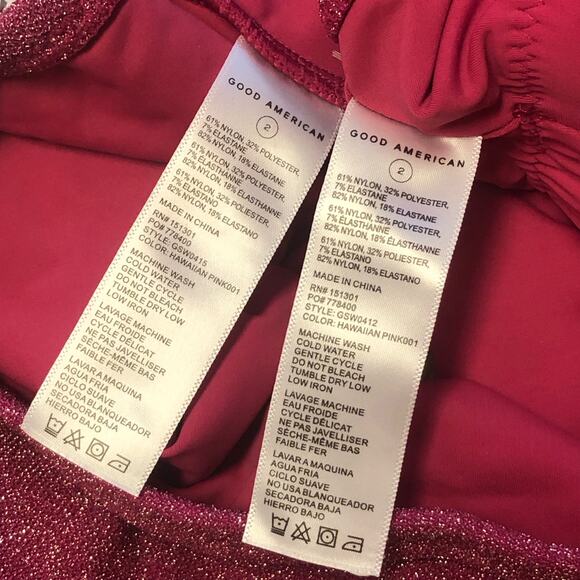 GOOD AMERICAN
2
61% NYLON, 32% POLYESTER,
7% ELASTANE
82% NYLON, 18% ELASTANE
61% NYLON, 32% POLYESTER,
7% ELASTHANNE
82% NYLON, 18% ELASTHANNE
61% NYLON, 32% POLIESTER,
7% ELASTANO
82% NYLON, 18% ELASTANO
MADE IN CHINA
RN# 151301
PO# 778400
STYLE: GSW0415
COLOR: HAWAIIAN PINK001
MACHINE WASH
COLD WATER
GENTLE CYCLE
DO NOT BLEACH
TUMBLE DRY LOW
LOW IRON
LAVAGE MACHINE
EAU FROIDE
CYCLE DÉLICAT
NE PAS JAVELLISER
SÈCHE-MÊME BAS
FAIBLE FER
LAVAR A MAQUINA
AGUA FRIA
CICLO SUAVE
NO USA BLANQUEADOR
SECADORA BAJA
HIERRO BAJO
GOOD AMERICAN
2
61% NYLON, 32% POLYESTER,
7% ELASTANE
82% NYLON, 18% ELASTANE
61% NYLON, 32% POLYESTER,
7% ELASTHANNE
82% NYLON, 18% ELASTHANNE
61% NYLON, 32% POLIESTER,
7% ELASTANO
82% NYLON, 18% ELASTANO
MADE IN CHINA
RN# 151301
PO# 778400
STYLE: GSW0412
COLOR: HAWAIIAN PINK001
MACHINE WASH
COLD WATER
GENTLE CYCLE
DO NOT BLEACH
TUMBLE DRY LOW
LOW IRON
LAVAGE MACHINE
EAU FROIDE
CYCLE DÉLICAT
NE PAS JAVELLISER
SÈCHE-MÊME BAS
FAIBLE FER
LAVAR A MAQUINA
AGUA FRIA
CICLO SUAVE
NO USA BLANQUEADOR
SECADORA BAJA
HIERRO BAJO